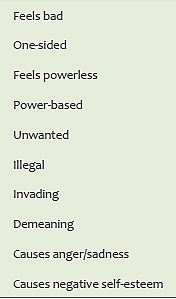 Feels bad
One-sided
Feels powerless
Power-based
Unwanted
Illegal
Invading
Demeaning
Causes anger/sadness
Causes negative self-esteem